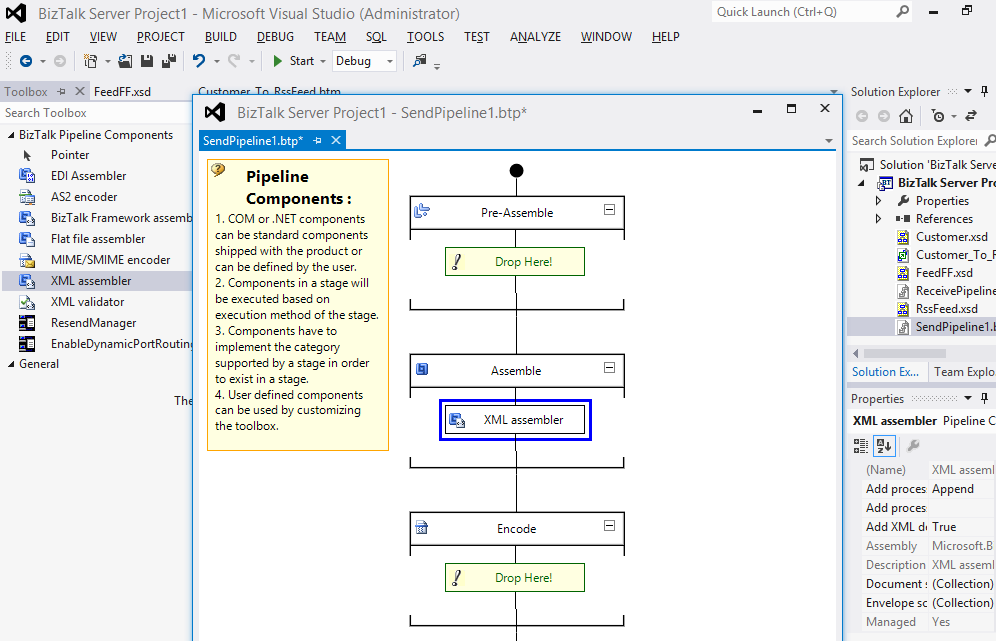 BizTalk Server Project1 - Microsoft Visual Studio (Administrator)
Quick Launch (Ctrl+Q)
FILE EDIT VIEW PROJECT BUILD DEBUG TEAM SQL TOOLS TEST ANALYZE WINDOW HELP
Start Debug
Toolbox
FeedFF.xsd
Customer_To_RssFeed.btm
Search Toolbox
BizTalk Pipeline Components
Pointer
EDI Assembler
AS2 encoder
BizTalk Framework assemb
Flat file assembler
MIME/SMIME encoder
XML assembler
XML validator
ResendManager
EnableDynamicPortRouting
General
The
BizTalk Server Project1 - SendPipeline1.btp*
SendPipeline1.btp*
Pipeline
Components :
1. COM or .NET components
can be standard components
shipped with the product or
can be defined by the user.
2. Components in a stage will
be executed based on
execution method of the stage.
3. Components have to
implement the category
supported by a stage in order
to exist in a stage.
4. User defined components
can be used by customizing
the toolbox.
Pre-Assemble
Drop Here!
Assemble
XML assembler
Encode
Drop Here!
Solution Explorer
Search Solution Explorer
Solution 'BizTalk Serve
BizTalk Server Pro
Properties
References
Customer.xsd
Customer_To_R
FeedFF.xsd
ReceivePipeline
RssFeed.xsd
SendPipeline1.b
Solution Ex... Team Explo
Properties
XML assembler Pipeline C
(Name) XML asseml
Add proces Append
Add proces
Add XML de True
Assembly Microsoft.B
Description XML asseml
Document s (Collection)
Envelope sc (Collection)
Managed Yes